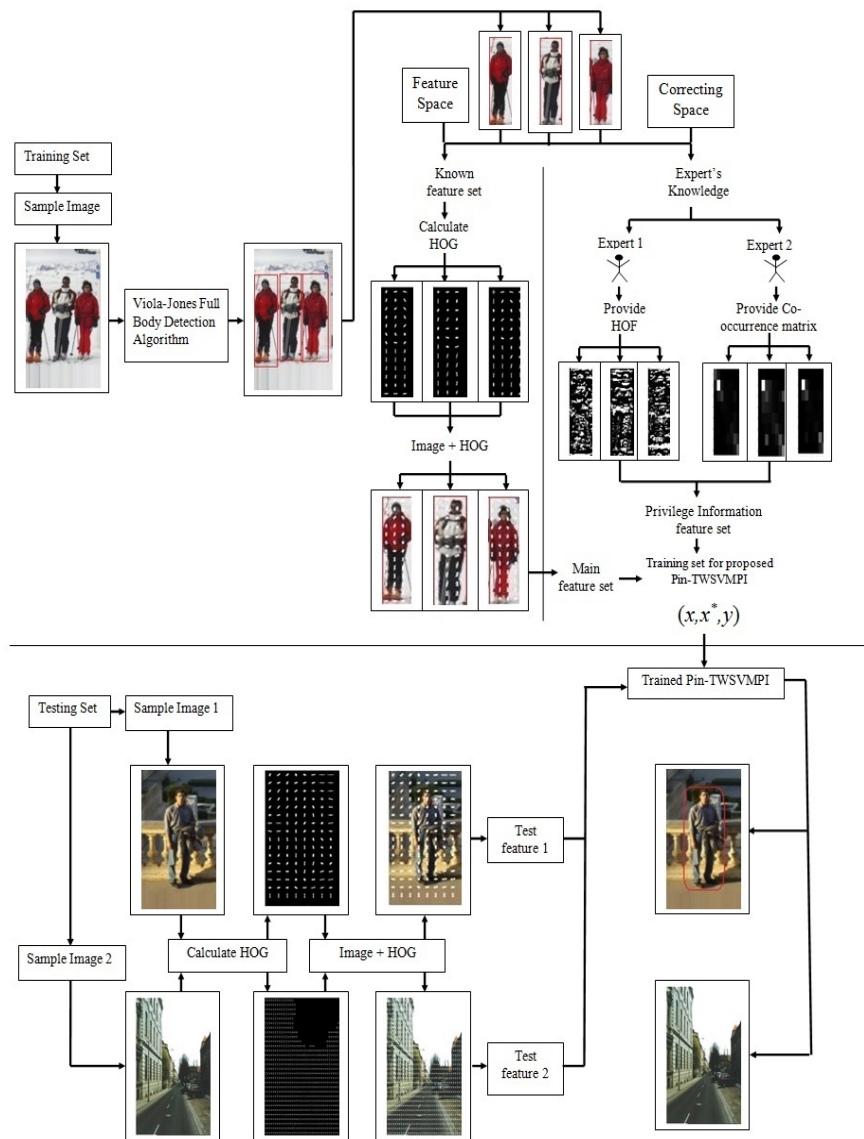 Feature
Space
Correcting
Space
Training Set
Sample Image
Viola-Jones Full
Body Detection
Algorithm
Known
feature set
Calculate
HOG
Image + HOG
Expert's
Knowledge
Expert 1
Expert 2
Provide
HOF
Provide Co-
occurrence matrix
Privilege Information
feature set
Main
feature set
Training set for proposed
Pin-TWSVMPI
(x,x*,y)
Trained Pin-TWSVMPI
Testing Set
Sample Image 1
Test
feature 1
Sample Image 2
Calculate HOG
Image + HOG
Test
feature 2